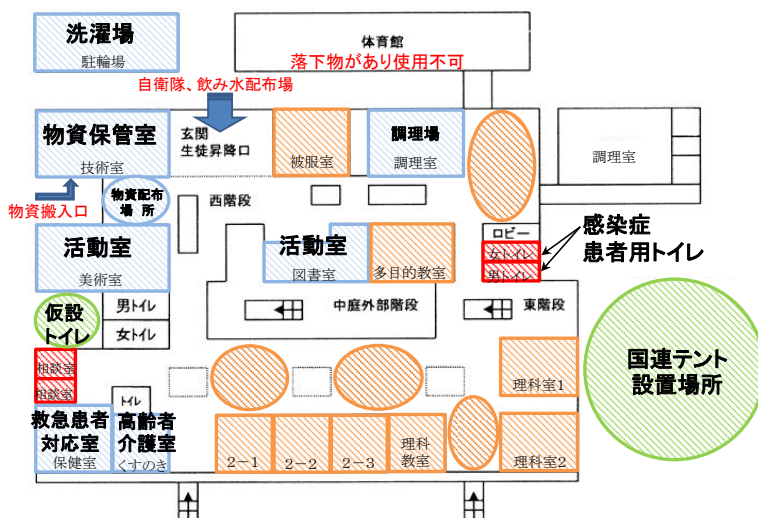 洗濯場
駐輪場
体育館
落下物があり使用不可
自衛隊、飲み水配布場
物資保管室
技術室
玄関
生徒昇降口
被服室
調理場
調理室
調理室
物資搬入口
物資配布
場　所
西階段
ロビー
女トイレ
男トイレ
感染症
患者用トイレ
活動室
美術室
活動室
図書室
多目的教室
仮設
トイレ
男トイレ
女トイレ
中庭外部階段
東階段
国連テント
設置場所
相談室
相談室
トイレ
理科室1
救急患者
対応室
保健室
高齢者
介護室
くすのき
2－1
2－2
2－3
理科
教室
理科室2